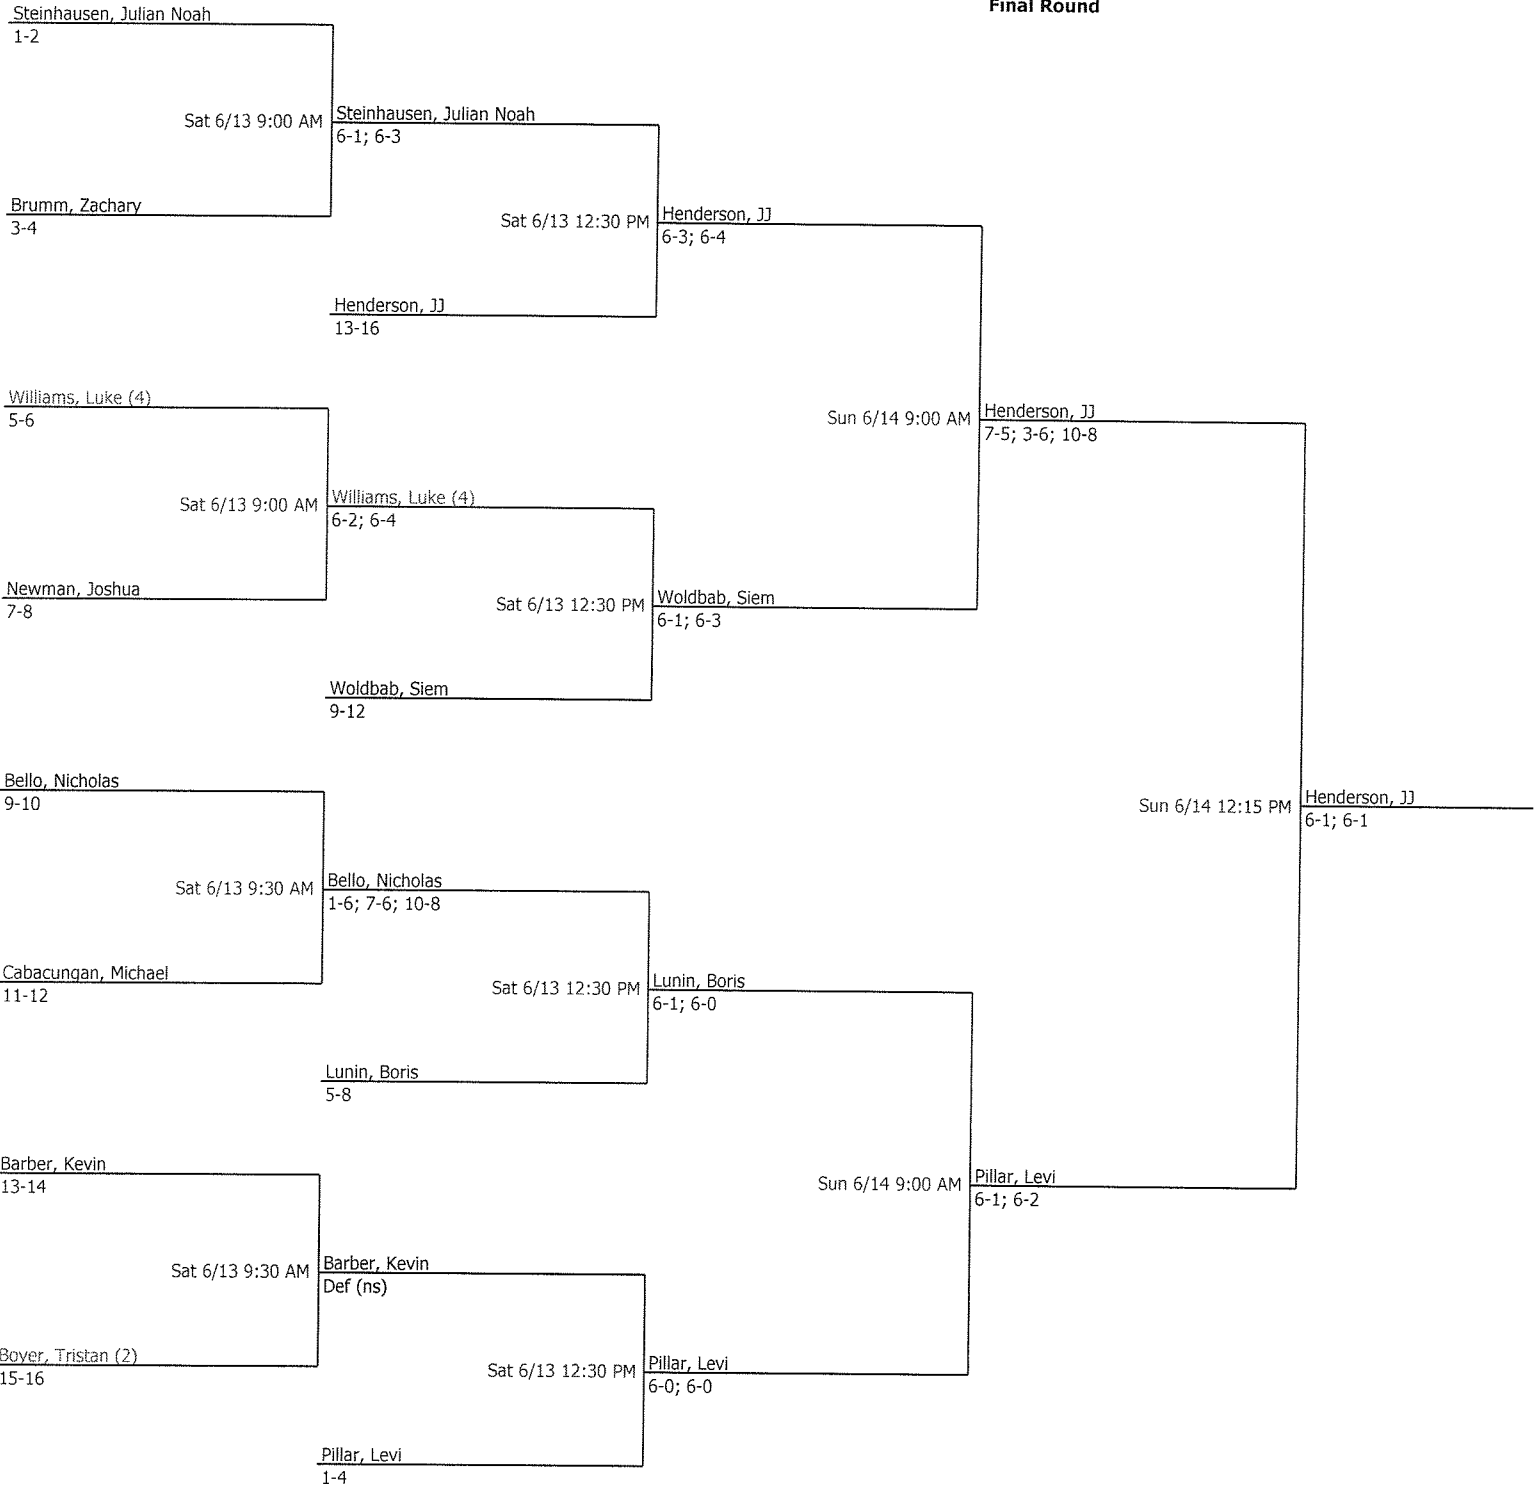 Final Round
Steinhausen, Julian Noah
1-2
Sat 6/13 9:00 AM
Steinhausen, Julian Noah
6-1; 6-3
Brumm, Zachary
3-4
Sat 6/13 12:30 PM
Henderson, JJ
6-3; 6-4
Henderson, JJ
13-16
Williams, Luke (4)
5-6
Sun 6/14 9:00 AM
Henderson, JJ
7-5; 3-6; 10-8
Sat 6/13 9:00 AM
Williams, Luke (4)
6-2; 6-4
Newman, Joshua
7-8
Sat 6/13 12:30 PM
Woldbab, Siem
6-1; 6-3
Woldbab, Siem
9-12
Bello, Nicholas
9-10
Sun 6/14 12:15 PM
Henderson, JJ
6-1; 6-1
Sat 6/13 9:30 AM
Bello, Nicholas
1-6; 7-6; 10-8
Cabacungan, Michael
11-12
Sat 6/13 12:30 PM
Lunin, Boris
6-1; 6-0
Lunin, Boris
5-8
Barber, Kevin
13-14
Sun 6/14 9:00 AM
Pillar, Levi
6-1; 6-2
Sat 6/13 9:30 AM
Barber, Kevin
Def (ns)
Boyer, Tristan (2)
15-16
Sat 6/13 12:30 PM
Pillar, Levi
6-0; 6-0
Pillar, Levi
1-4